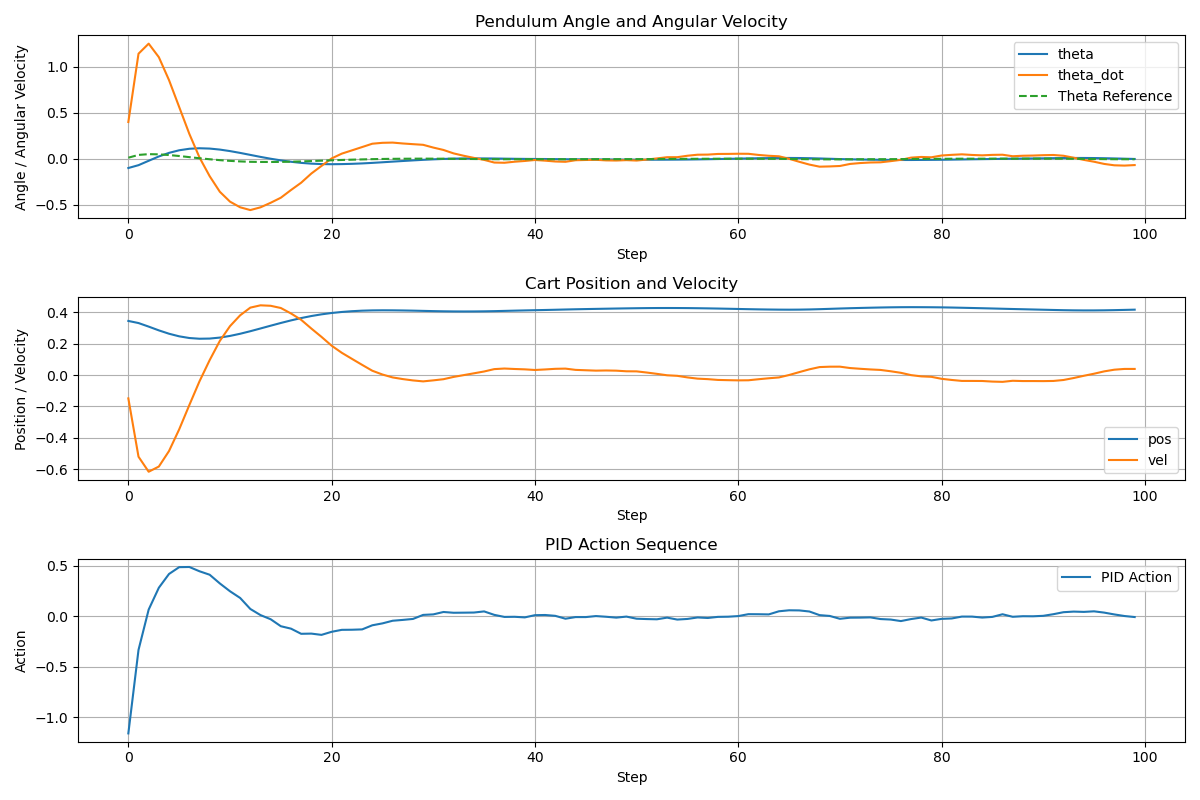 Pendulum Angle and Angular Velocity
Angle / Angular Velocity
1.0
0.5
0.0
−0.5
theta
theta_dot
Theta Reference
0 20 40 60 80 100
Step
Cart Position and Velocity
Position / Velocity
0.4
0.2
0.0
−0.2
−0.4
−0.6
pos
vel
0 20 40 60 80 100
Step
PID Action Sequence
Action
0.5
0.0
−0.5
−1.0
PID Action
0 20 40 60 80 100
Step